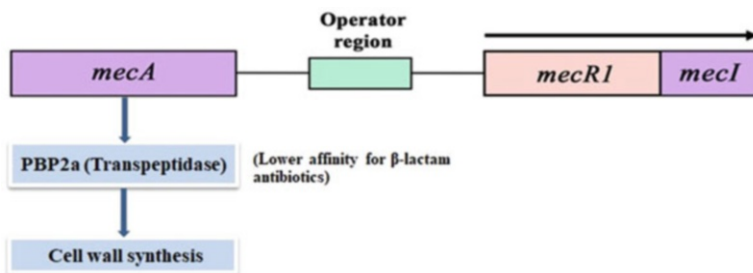 Operator
region
mecA
mecR1
mecI
PBP2a (Transpeptidase)
(Lower affinity for β-lactam
antibiotics)
Cell wall synthesis